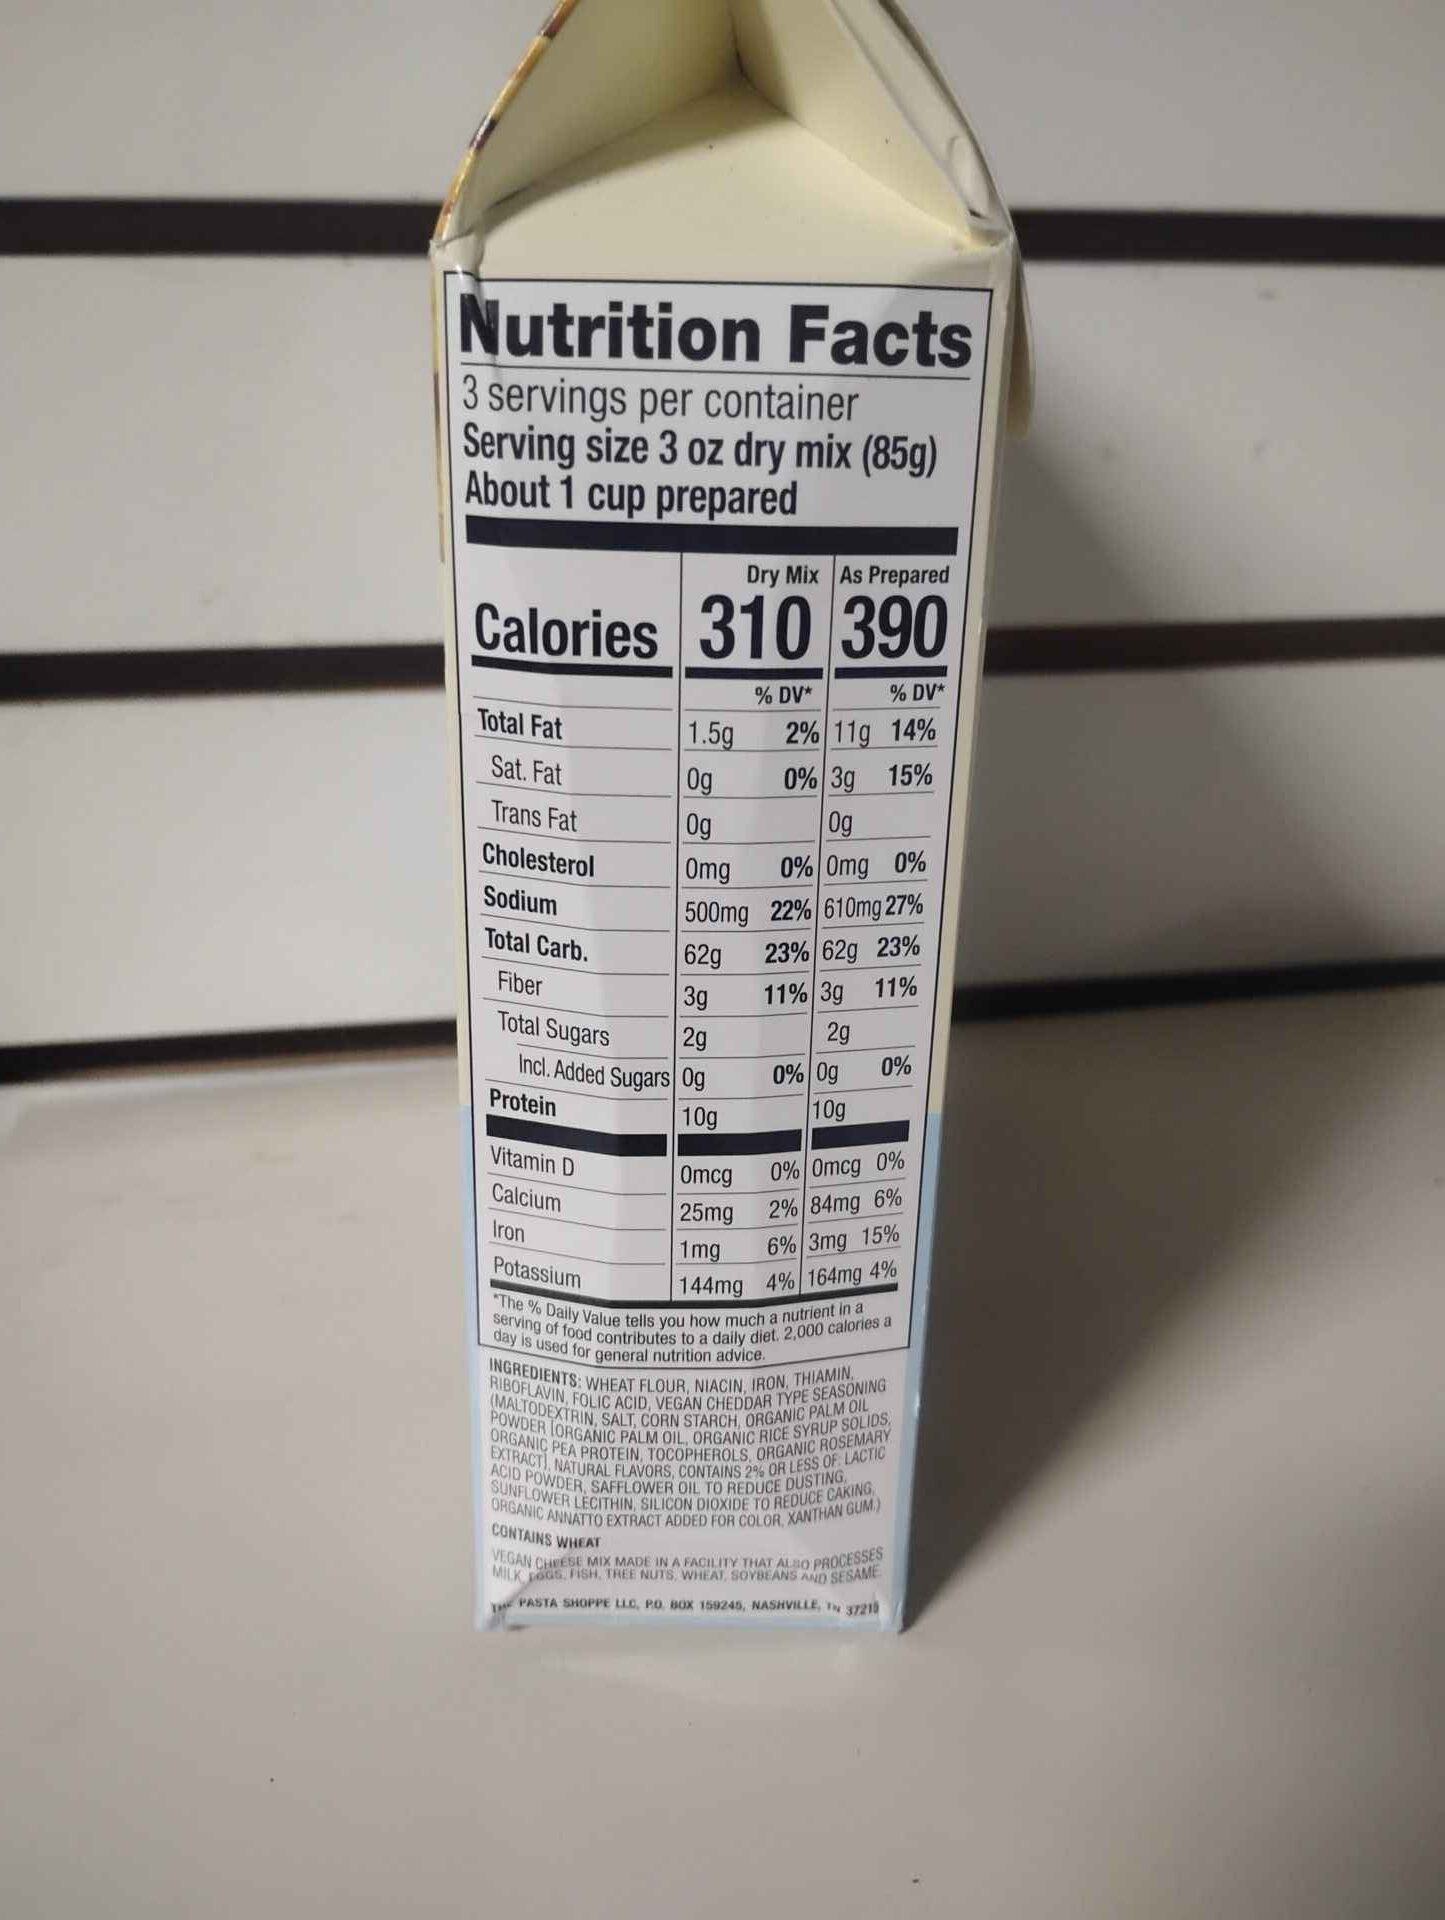 Nutrition Facts
3 servings per container
Serving size 3 oz dry mix (85g)
About 1 cup prepared
Dry Mix As Prepared
Calories 310 390
% DV* % DV*
Total Fat 1.5g 2% 11g 14%
Sat. Fat 0g 0% 3g 15%
Trans Fat 0g 0g
Cholesterol 0mg 0% 0mg 0%
Sodium 500mg 22% 610mg 27%
Total Carb. 62g 23% 62g 23%
Fiber 3g 11% 3g 11%
Total Sugars 2g 2g
Incl. Added Sugars 0g 0% 0g 0%
Protein 10g 10g
Vitamin D 0mcg 0% 0mcg 0%
Calcium 25mg 2% 84mg 6%
Iron 1mg 6% 3mg 15%
Potassium 144mg 4% 164mg 4%
*The % Daily Value tells you how much a nutrient in a
serving of food contributes to a daily diet. 2,000 calories a
day is used for general nutrition advice.
INGREDIENTS: WHEAT FLOUR, NIACIN, IRON, THIAMIN,
RIBOFLAVIN, FOLIC ACID, VEGAN CHEDDAR TYPE SEASONING
(MALTODEXTRIN, SALT, CORN STARCH, ORGANIC PALM OIL
POWDER [ORGANIC PALM OIL, ORGANIC RICE SYRUP SOLIDS,
ORGANIC PEA PROTEIN, TOCOPHEROLS, ORGANIC ROSEMARY
EXTRACT], NATURAL FLAVORS, CONTAINS 2% OR LESS OF: LACTIC
ACID POWDER, SAFFLOWER OIL TO REDUCE DUSTING,
SUNFLOWER LECITHIN, SILICON DIOXIDE TO REDUCE CAKING,
ORGANIC ANNATTO EXTRACT ADDED FOR COLOR, XANTHAN GUM.)
CONTAINS WHEAT
VEGAN CHEESE MIX MADE IN A FACILITY THAT ALSO PROCESSES
MILK, EGGS, FISH, TREE NUTS, WHEAT, SOYBEANS AND SESAME.
THE PASTA SHOPPE LLC, P.O. BOX 159245, NASHVILLE, TN 37215